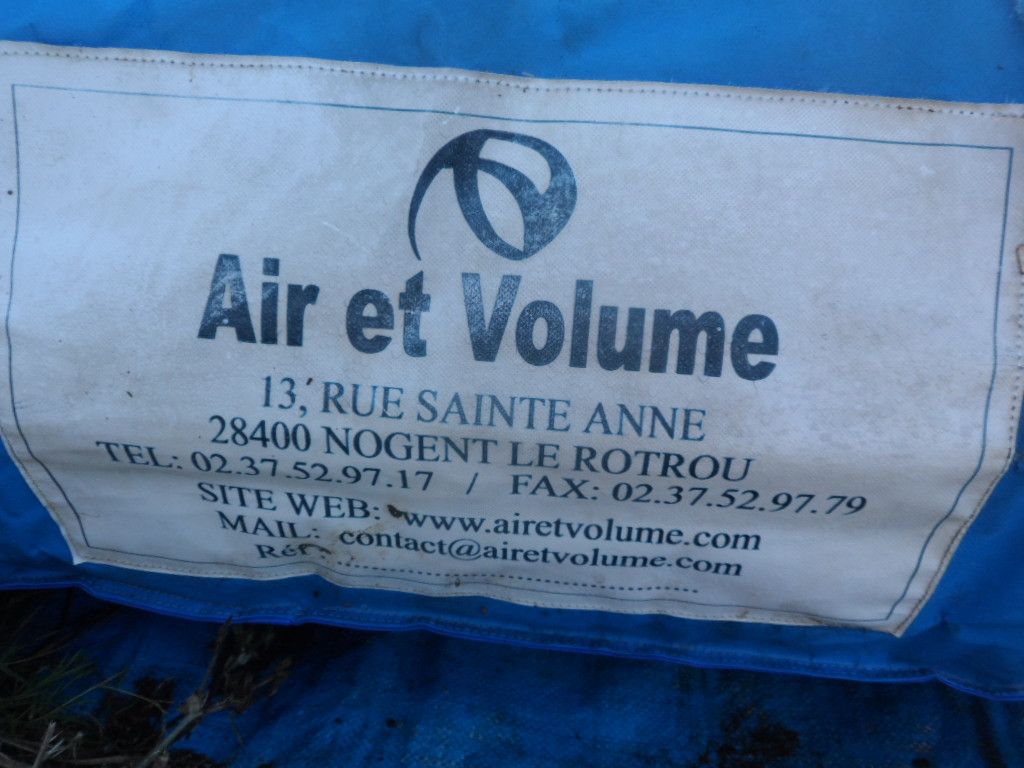 Air et Volume
13, RUE SAINTE ANNE
28400 NOGENT LE ROTROU
TEL: 02.37.52.97.17 / FAX: 02.37.52.97.79
SITE WEB: www.airetvolume.com
MAIL: contact@airetvolume.com